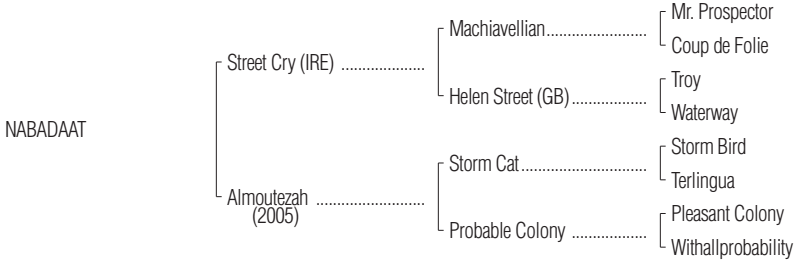 Mr. Prospector
Machiavellian
Coup de Folie
Street Cry (IRE)
Troy
Helen Street (GB)
Waterway
NABADAAT
Storm Bird
Storm Cat
Terlingua
Almoutezah
(2005)
Pleasant Colony
Probable Colony
Withallprobability